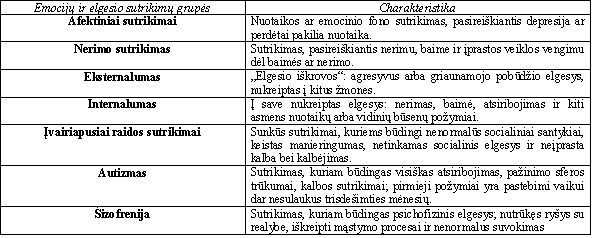 Emocijų ir elgesio sutrikimų grupės Charakteristika
Afektiniai sutrikimai Nuotaikos ar emocinio fono sutrikimas, pasireiškiantis depresija ar
perdėtai pakilia nuotaika.
Nerimo sutrikimas Sutrikimas, pasireiškiantis nerimu, baime ir įprastos veiklos vengimu
dėl baimės ar nerimo.
Eksternalumas „Elgesio iškrovos“: agresyvus arba griaunamojo pobūdžio elgesys,
nukreiptas į kitus žmones.
Internalumas Į save nukreiptas elgesys: nerimas, baimė, atsiribojimas ir kiti
asmens nuotaikų arba vidinių būsenų požymiai.
Įvairiapusiai raidos sutrikimai Sunkūs sutrikimai, kuriems būdingi nenormalūs socialiniai santykiai,
keistas manieringumas, netinkamas socialinis elgesys ir neįprasta
kalba bei kalbėjimas.
Autizmas Sutrikimas, kuriam būdingas visiškas atsiribojimas, pažinimo sferos
trūkumai, kalbos sutrikimai; pirmieji požymiai yra pastebimi vaikui
dar nesulaukus trisdešimties mėnesių.
Šizofrenija Sutrikimas, kuriam būdingas psichofizinis elgesys; nutrūkęs ryšys su
realybe, iškreipti mąstymo procesai ir nenormalus suvokimas